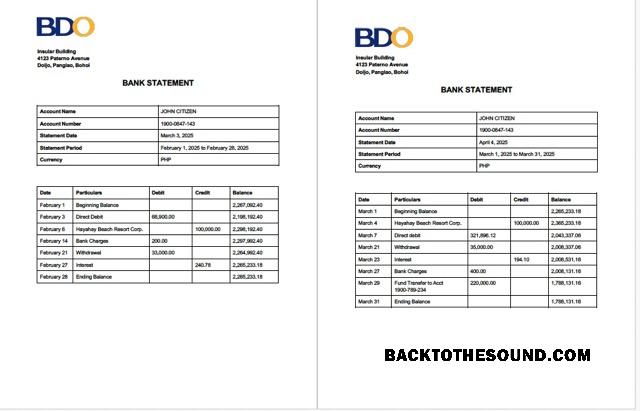 BDO
Insular Building
4123 Paterno Avenue
Doljo, Panglao, Bohol
BANK STATEMENT
Account Name JOHN CITIZEN
Account Number 1900-0847-143
Statement Date March 3, 2025
Statement Period February 1, 2025 to February 28, 2025
Currency PHP
Date Particulars Debit Credit Balance
February 1 Beginning Balance 2,267,092.40
February 3 Direct Debit 68,900.00 2,198,192.40
February 6 Hayahay Beach Resort Corp. 100,000.00 2,298,192.40
February 14 Bank Charges 200.00 2,297,992.40
February 21 Withdrawal 33,000.00 2,264,992.40
February 27 Interest 240.78 2,265,233.18
February 28 Ending Balance 2,265,233.18
BDO
Insular Building
4123 Paterno Avenue
Doljo, Panglao, Bohol
BANK STATEMENT
Account Name JOHN CITIZEN
Account Number 1900-0847-143
Statement Date April 4, 2025
Statement Period March 1, 2025 to March 31, 2025
Currency PHP
Date Particulars Debit Credit Balance
March 1 Beginning Balance 2,265,233.18
March 4 Hayahay Beach Resort Corp. 100,000.00 2,365,233.18
March 7 Direct debit 321,896.12 2,043,337.06
March 21 Withdrawal 35,000.00 2,008,337.06
March 23 Interest 194.10 2,008,531.16
March 27 Bank Charges 400.00 2,008,131.16
March 29 Fund Transfer to Acct 220,000.00 1,788,131.16
1900-789-234
March 31 Ending Balance 1,788,131.16
BACKTOTHESOUND.COM